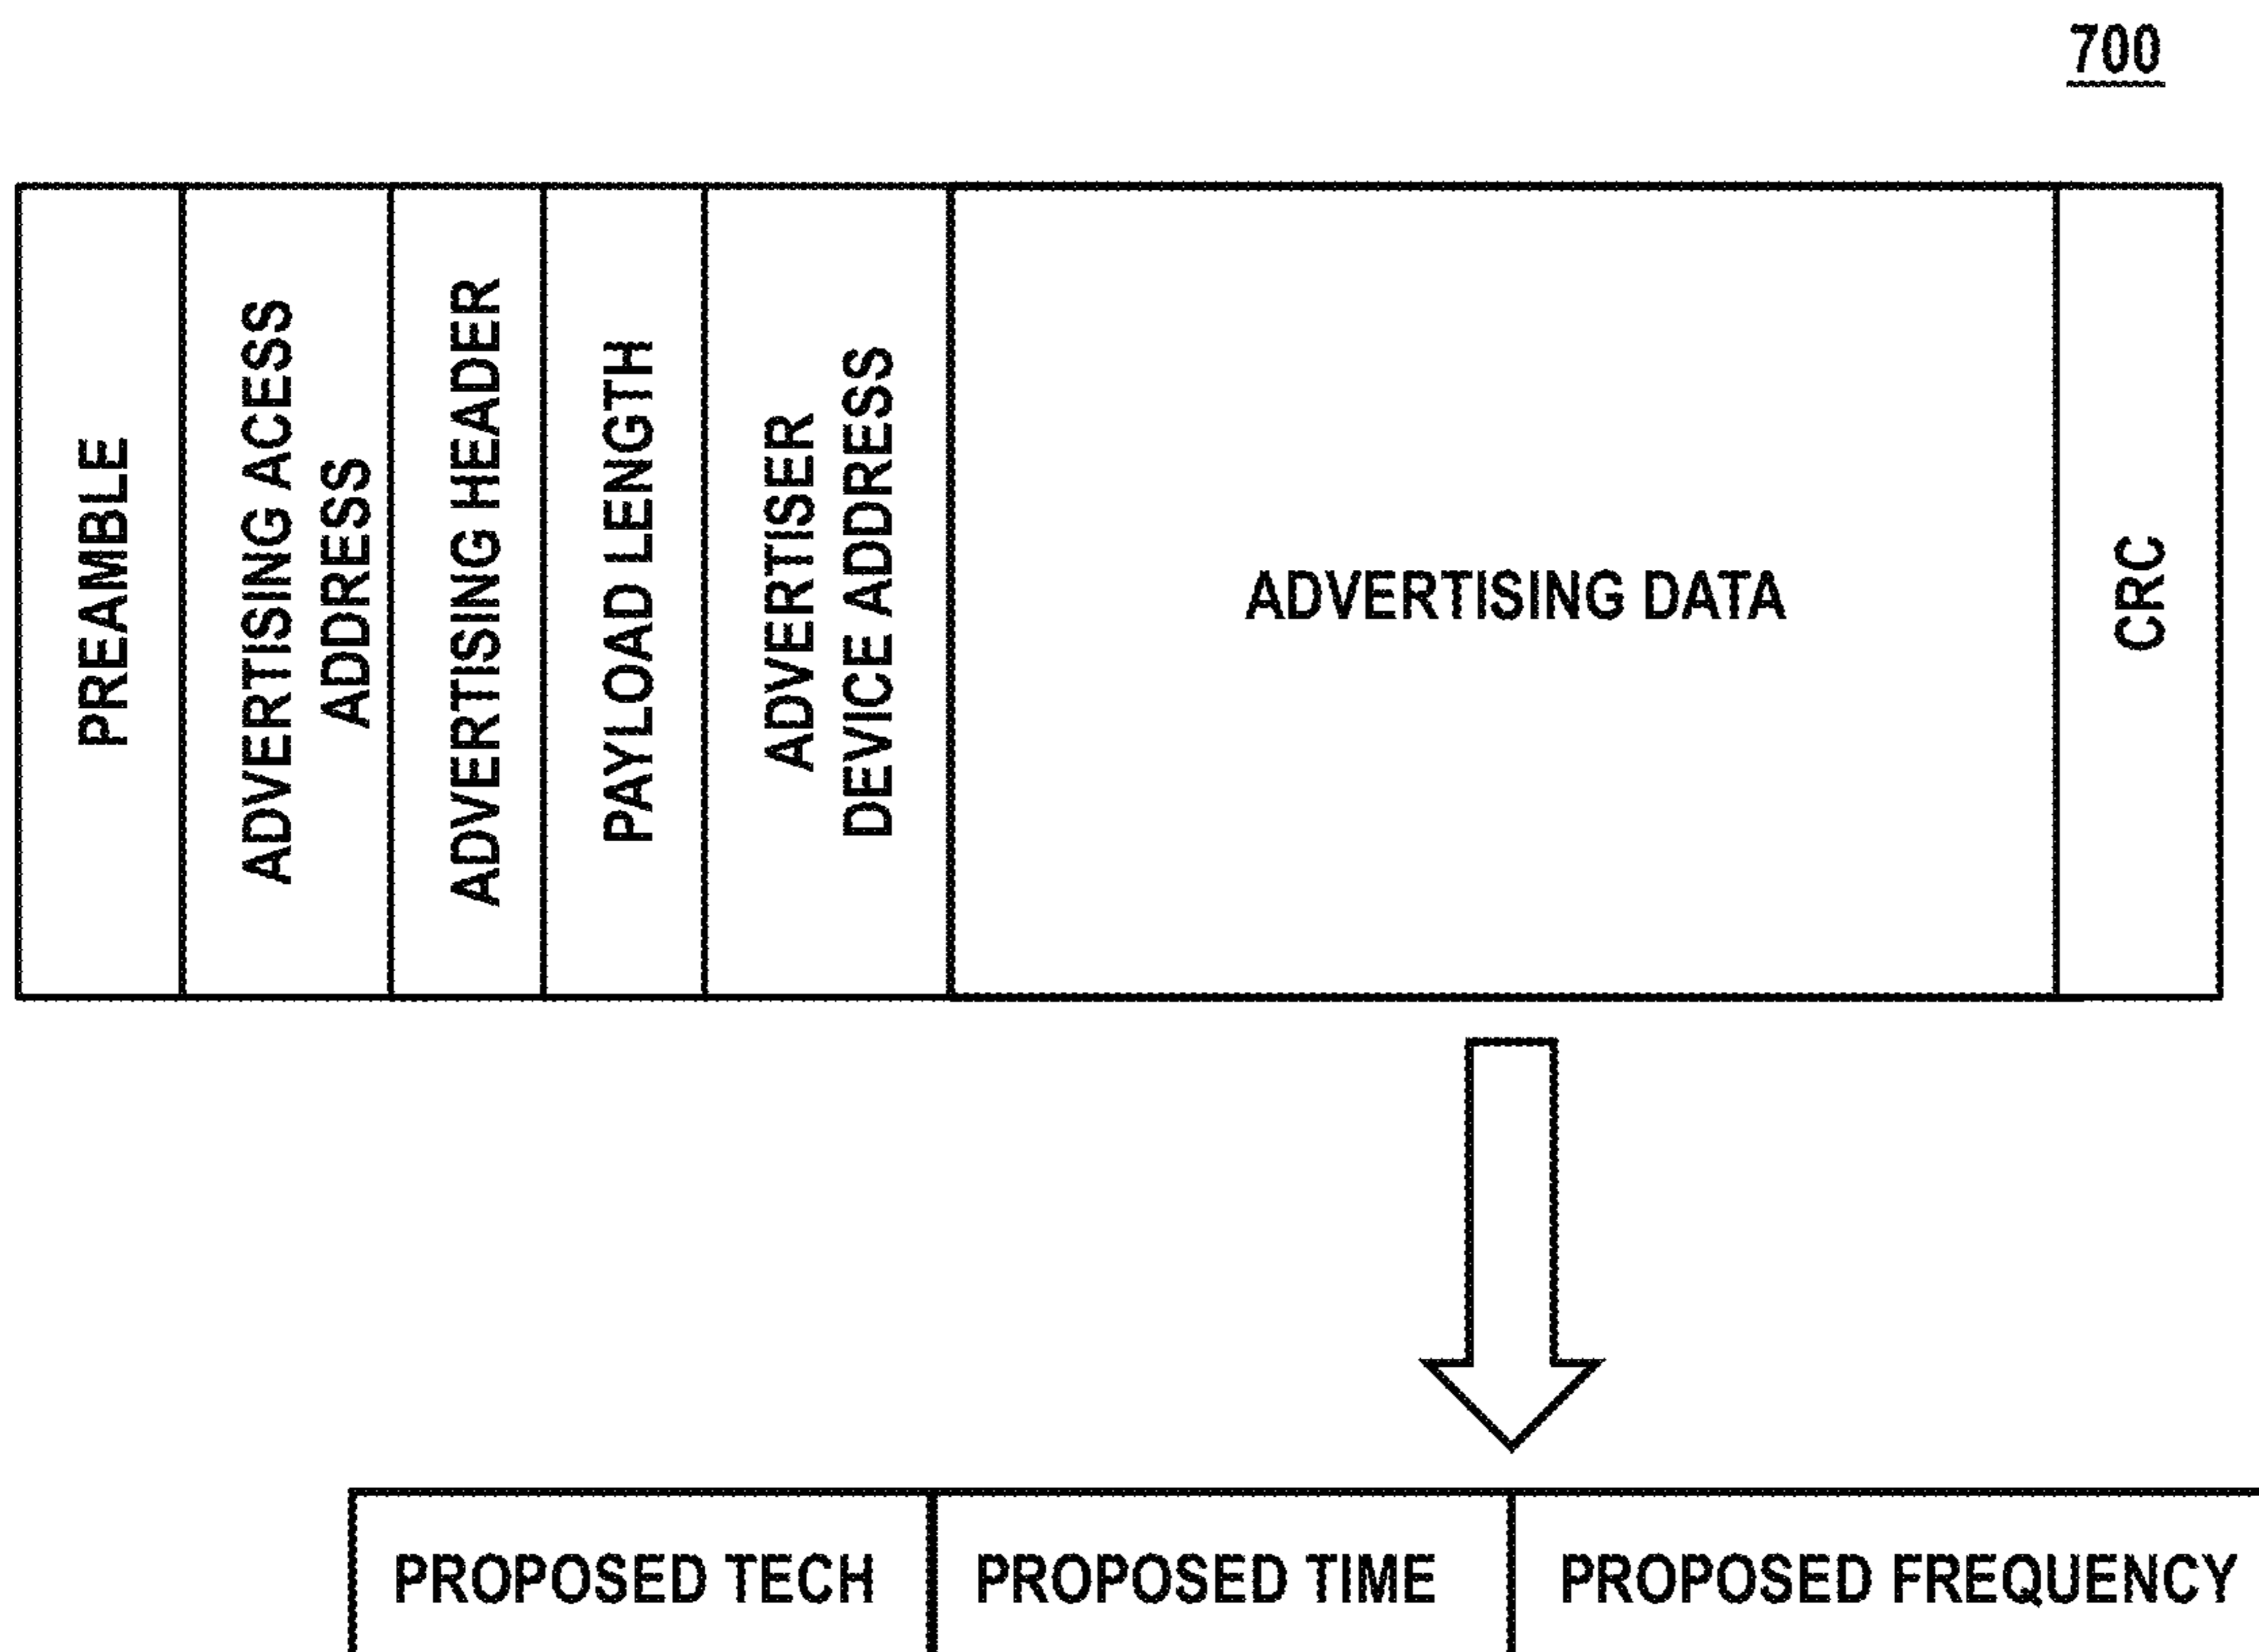 700
PREAMBLE
ADVERTISING ACESS
ADDRESS
ADVERTISING HEADER
PAYLOAD LENGTH
ADVERTISER
DEVICE ADDRESS
ADVERTISING DATA
CRC
PROPOSED TECH
PROPOSED TIME
PROPOSED FREQUENCY